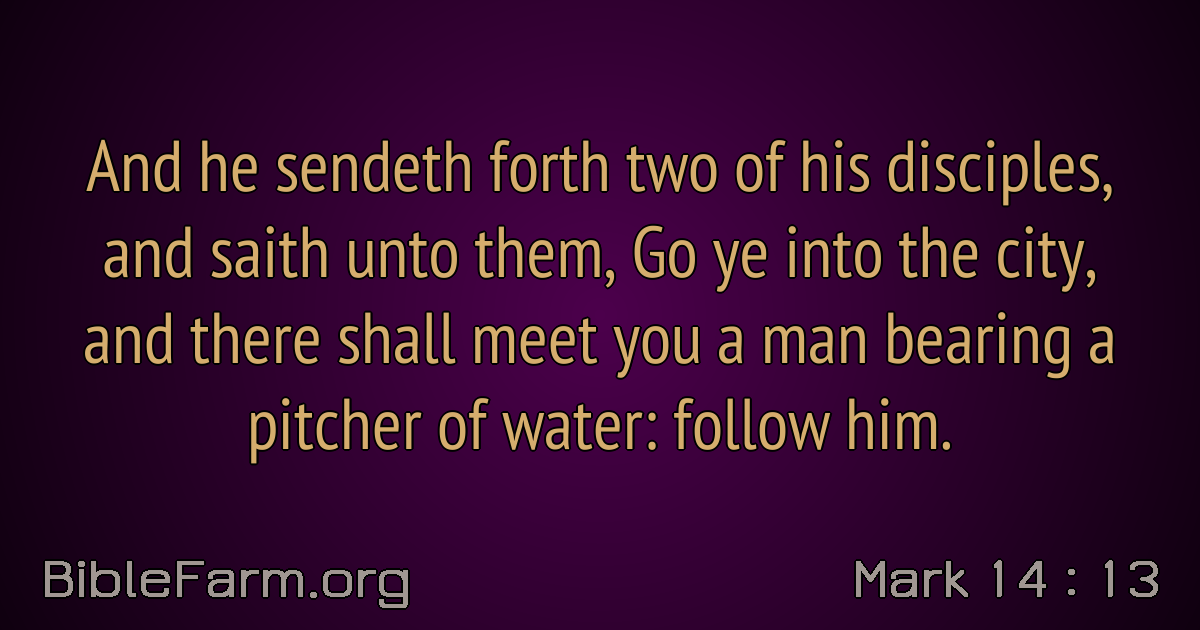 And he sendeth forth two of his disciples,
and saith unto them, Go ye into the city,
and there shall meet you a man bearing a
pitcher of water: follow him.
BibleFarm.org
Mark 14 : 13